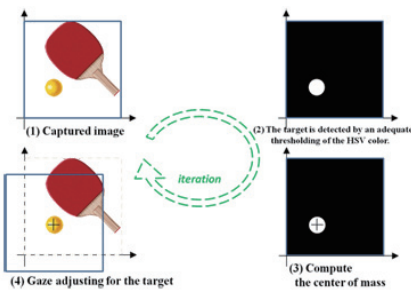 (1) Captured image
(2) The target is detected by an adequate
thresholding of the HSV color.
iteration
(3) Compute
the center of mass
(4) Gaze adjusting for the target